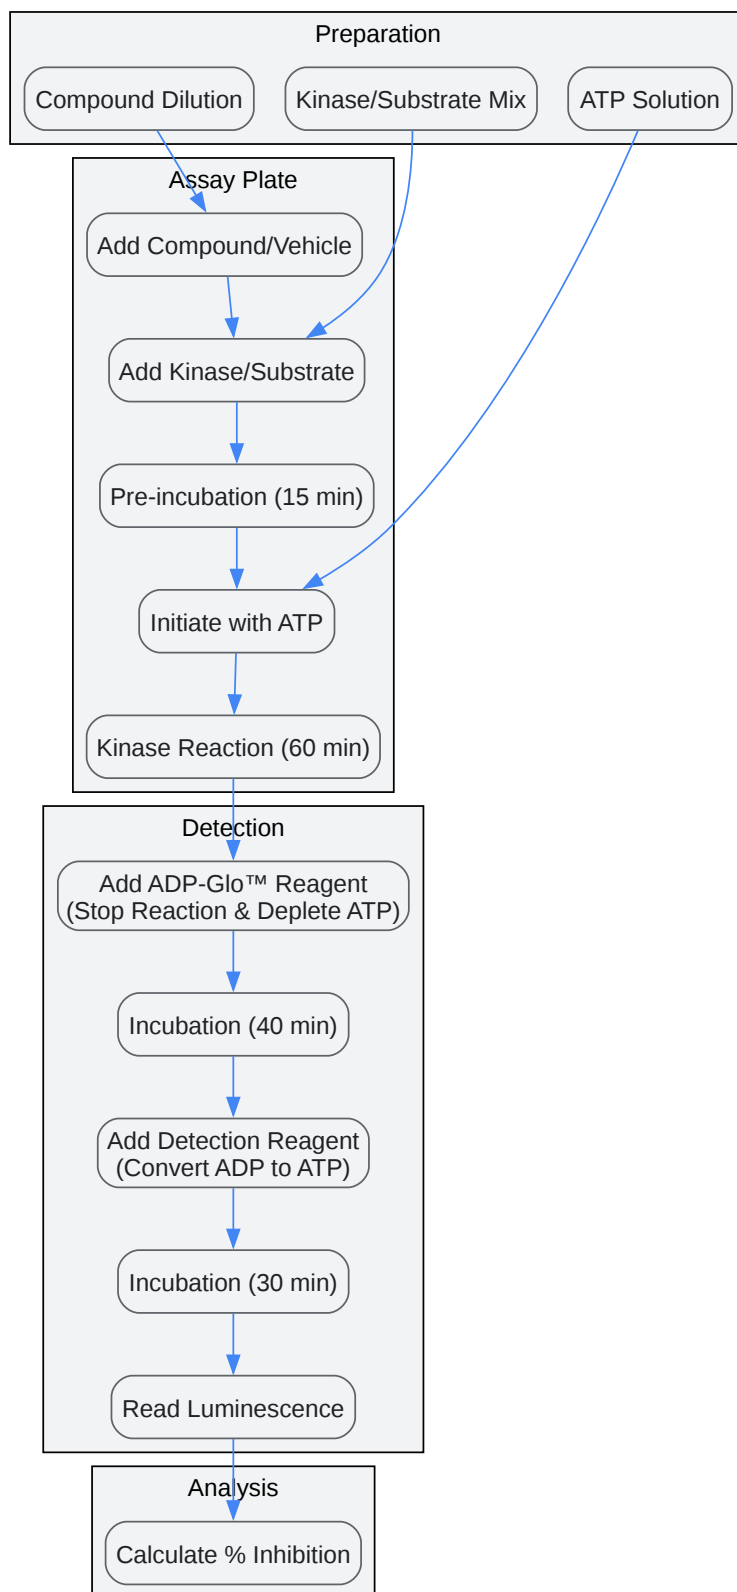 Preparation
Compound Dilution
Kinase/Substrate Mix
ATP Solution
Assay Plate
Add Compound/Vehicle
Add Kinase/Substrate
Pre-incubation (15 min)
Initiate with ATP
Kinase Reaction (60 min)
Detection
Add ADP-Glo™ Reagent
(Stop Reaction & Deplete ATP)
Incubation (40 min)
Add Detection Reagent
(Convert ADP to ATP)
Incubation (30 min)
Read Luminescence
Analysis
Calculate % Inhibition